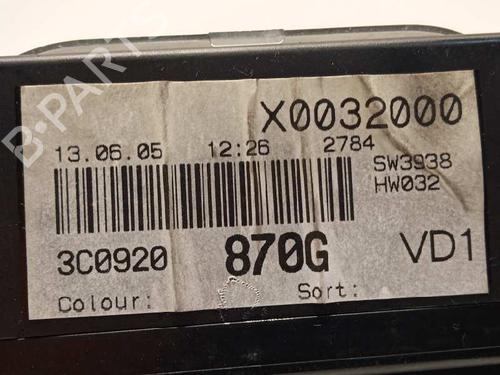 B-PARTS
X0032000
13.06.05 12:26 2784
SW3938
HW032
3C0920 870G VD1
Colour: Sort: